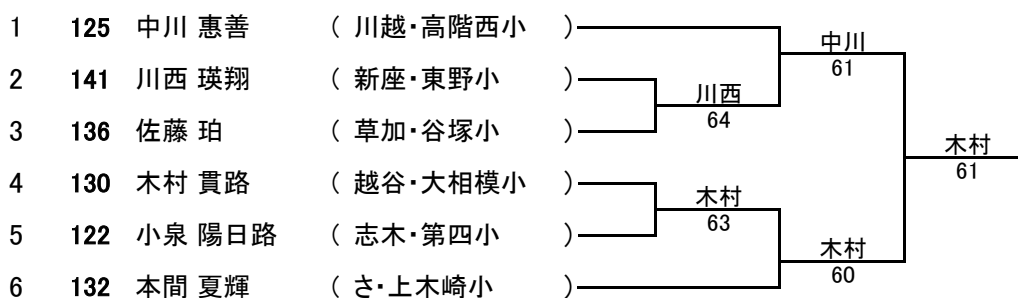 1 125 中川 惠善 ( 川越・高階西小 )
中川
61
2 141 川西 瑛翔 ( 新座・東野小 )
川西
64
3 136 佐藤 珀 ( 草加・谷塚小 )
木村
61
4 130 木村 貫路 ( 越谷・大相模小 )
木村
63
5 122 小泉 陽日路 ( 志木・第四小 )
木村
60
6 132 本間 夏輝 ( さ・上木崎小 )